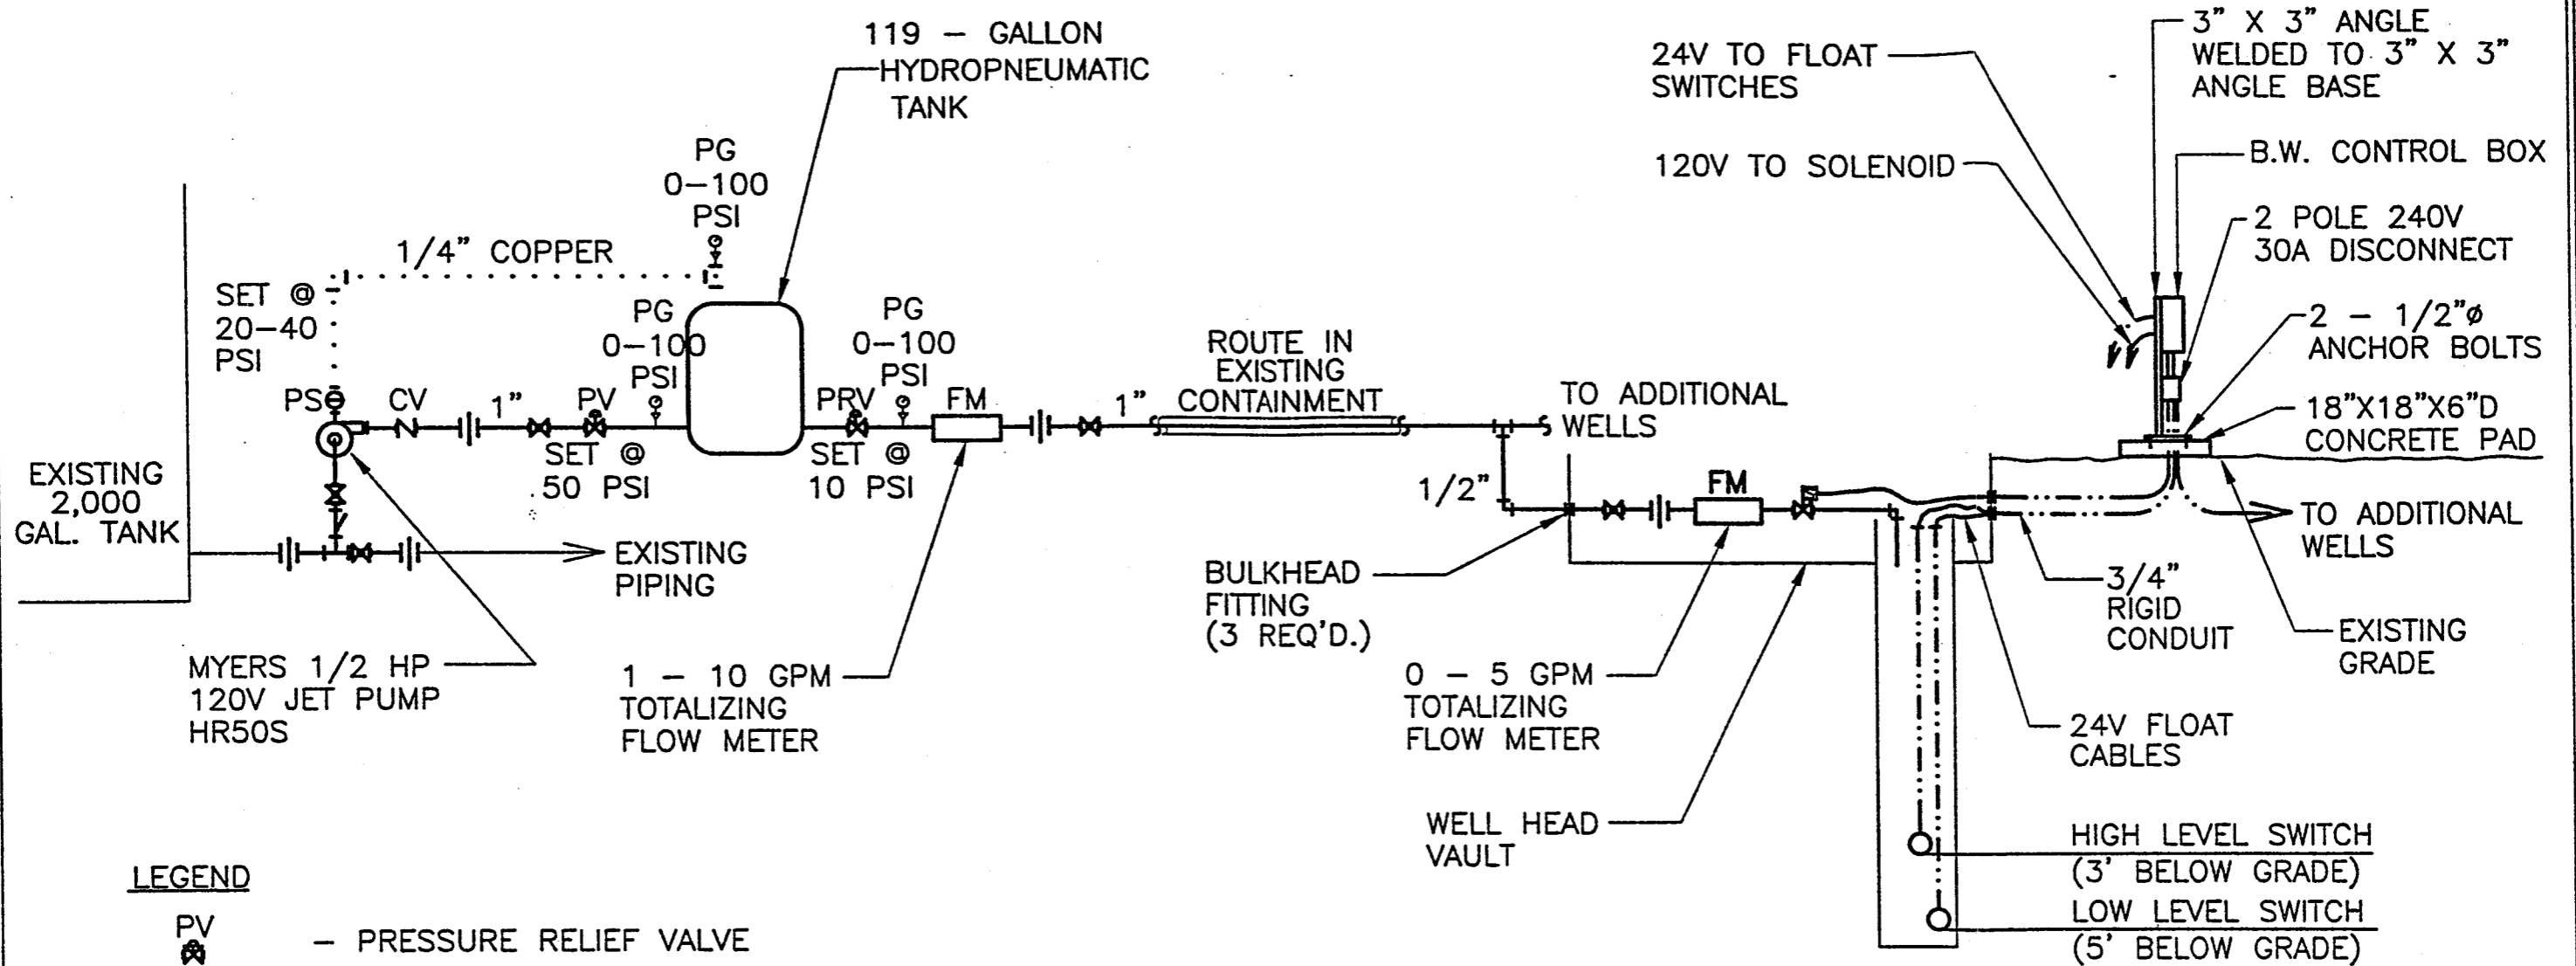 119 - GALLON
HYDROPNEUMATIC
TANK
PG
0-100
PSI
1/4" COPPER
SET @
20-40
PSI
PG
0-100
PSI
PG
0-100
PSI
PS
CV
1"
PV
PRV
FM
1"
SET @
50 PSI
SET @
10 PSI
ROUTE IN
EXISTING
CONTAINMENT
TO ADDITIONAL
WELLS
EXISTING
2,000
GAL. TANK
EXISTING
PIPING
MYERS 1/2 HP
120V JET PUMP
HR50S
1 - 10 GPM
TOTALIZING
FLOW METER
1/2"
FM
BULKHEAD
FITTING
(3 REQ'D.)
0 - 5 GPM
TOTALIZING
FLOW METER
WELL HEAD
VAULT
24V TO FLOAT
SWITCHES
120V TO SOLENOID
3" X 3" ANGLE
WELDED TO 3" X 3"
ANGLE BASE
B.W. CONTROL BOX
2 POLE 240V
30A DISCONNECT
2 - 1/2"ø
ANCHOR BOLTS
18"X18"X6"D
CONCRETE PAD
TO ADDITIONAL
WELLS
3/4"
RIGID
CONDUIT
EXISTING
GRADE
24V FLOAT
CABLES
HIGH LEVEL SWITCH
(3' BELOW GRADE)
LOW LEVEL SWITCH
(5' BELOW GRADE)
LEGEND
PV
- PRESSURE RELIEF VALVE